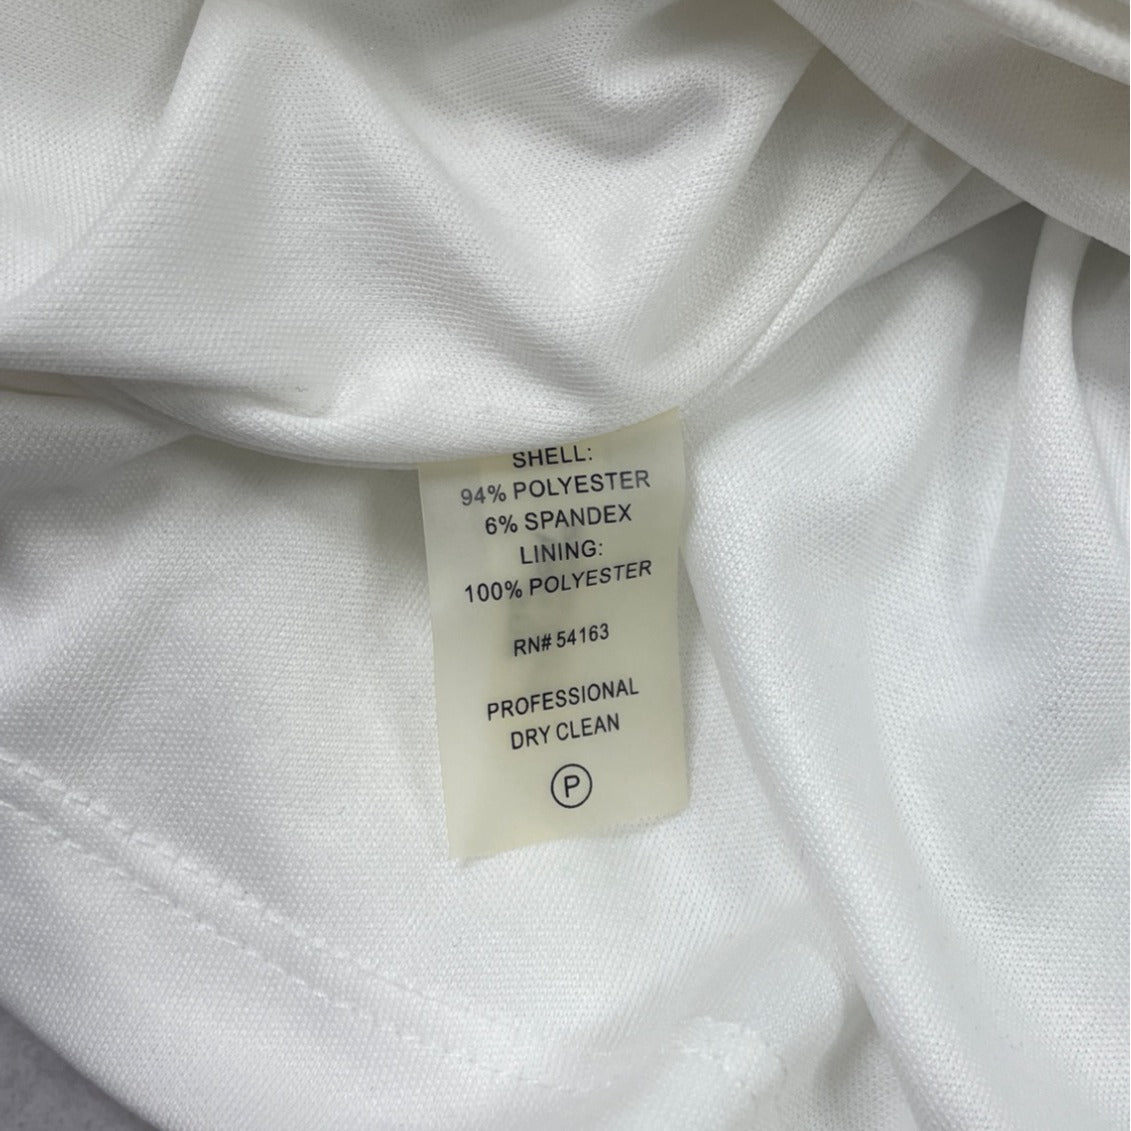 SHELL:
94% POLYESTER
6% SPANDEX
LINING:
100% POLYESTER
RN# 54163
PROFESSIONAL
DRY CLEAN
P